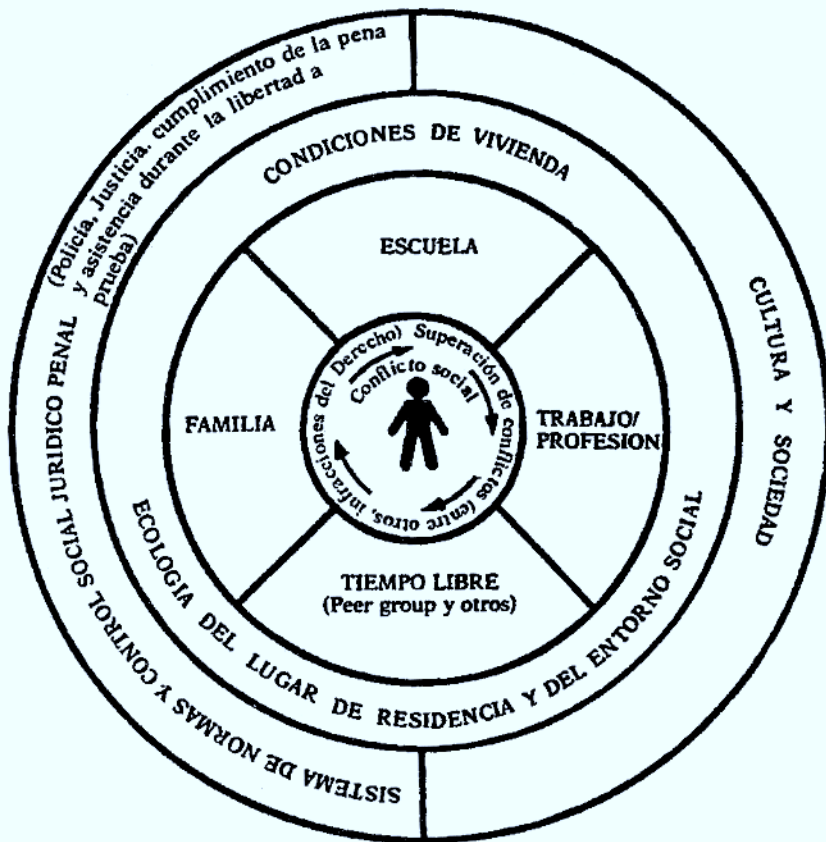 SISTEMA DE NORMAS Y CONTROL SOCIAL JURIDICO PENAL
(Policía, Justicia. cumplimiento de la pena
y asistencia durante la libertad a
prueba)
CULTURA Y SOCIEDAD
CONDICIONES DE VIVIENDA
ECOLOGIA DEL LUGAR DE RESIDENCIA Y DEL ENTORNO SOCIAL
ESCUELA
FAMILIA
TRABAJO/
PROFESION
TIEMPO LIBRE
(Peer group y otros)
Superación de conflictos (entre otros, infracciones del Derecho)
Conflicto social